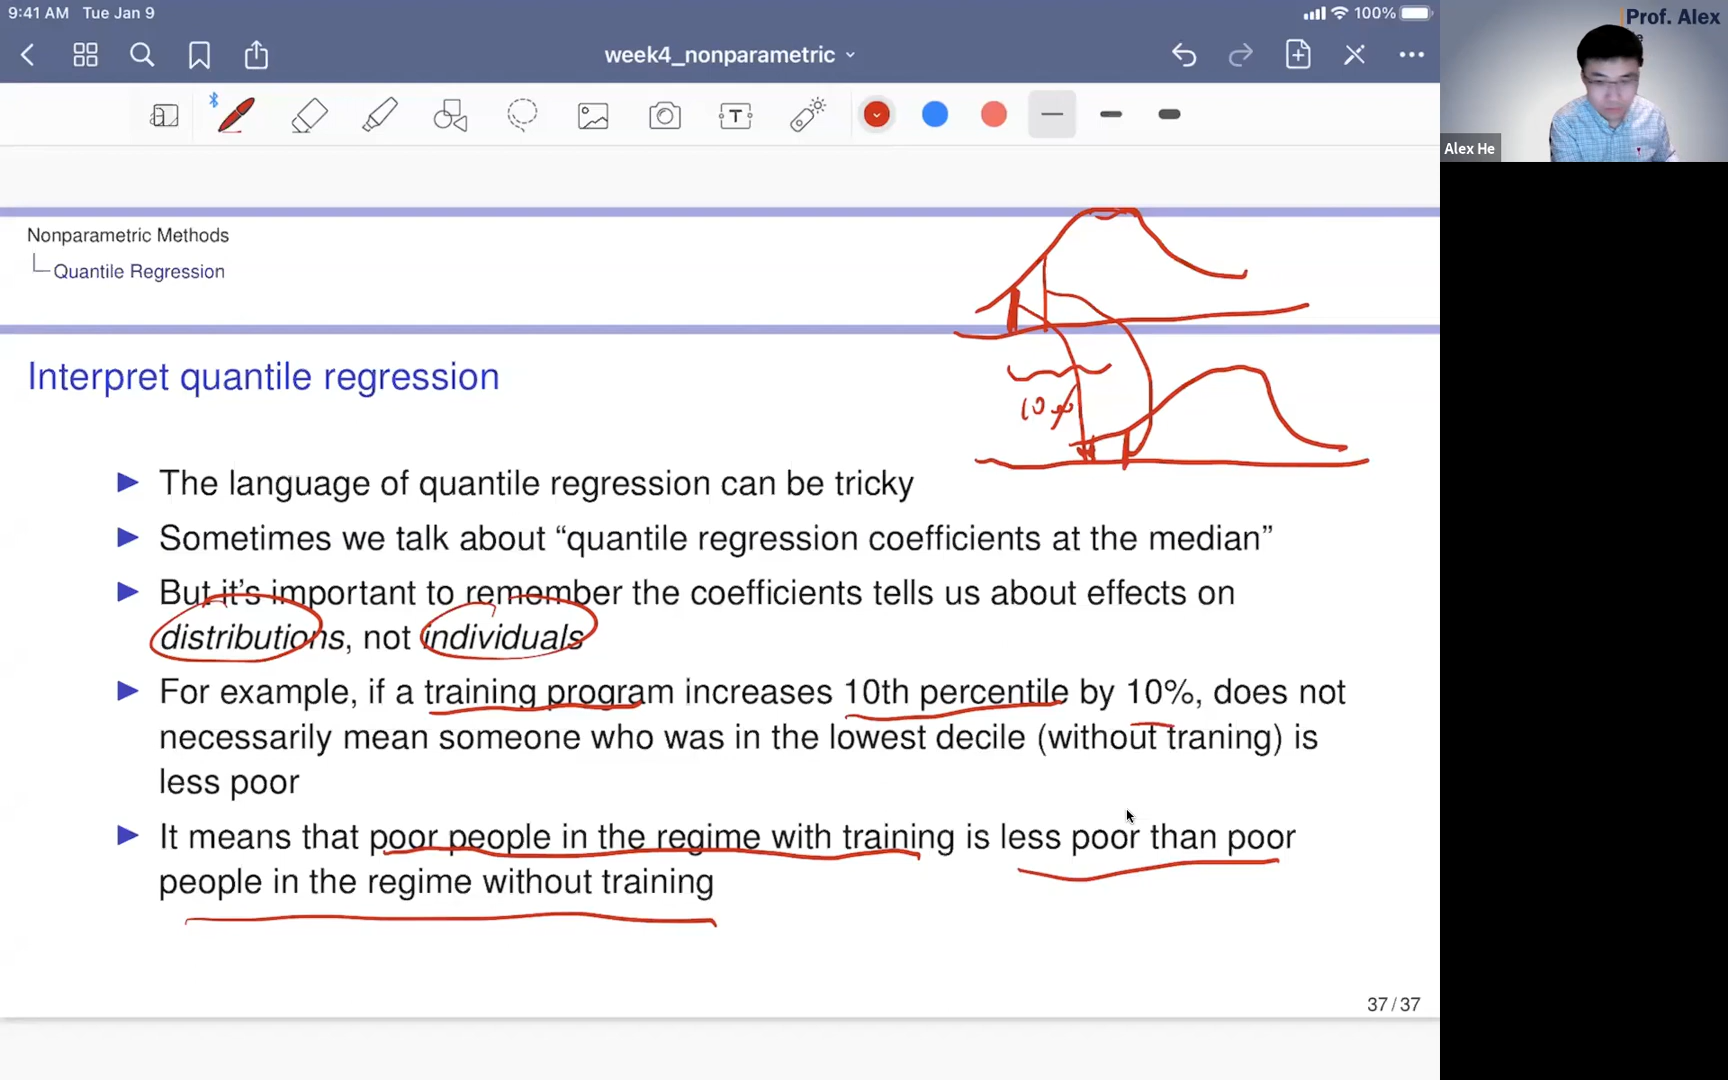 9:41 AM Tue Jan 9
100%
week4_nonparametric
T
Prof. Alex
Alex He
Nonparametric Methods
Quantile Regression
Interpret quantile regression
10%
The language of quantile regression can be tricky
Sometimes we talk about “quantile regression coefficients at the median”
But it’s important to remember the coefficients tells us about effects on
distributions, not individuals
For example, if a training program increases 10th percentile by 10%, does not
necessarily mean someone who was in the lowest decile (without traning) is
less poor
It means that poor people in the regime with training is less poor than poor
people in the regime without training
37/37